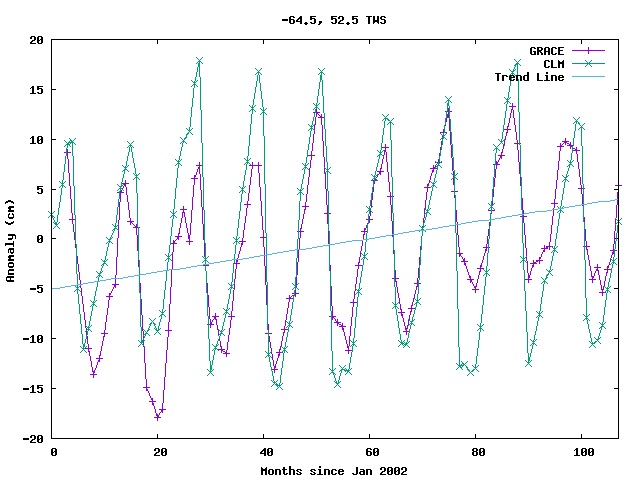 -64.5, 52.5 TWS
GRACE
CLM
Trend Line
20
15
10
5
0
-5
-10
-15
-20
Anomaly (cm)
0 20 40 60 80 100
Months since Jan 2002